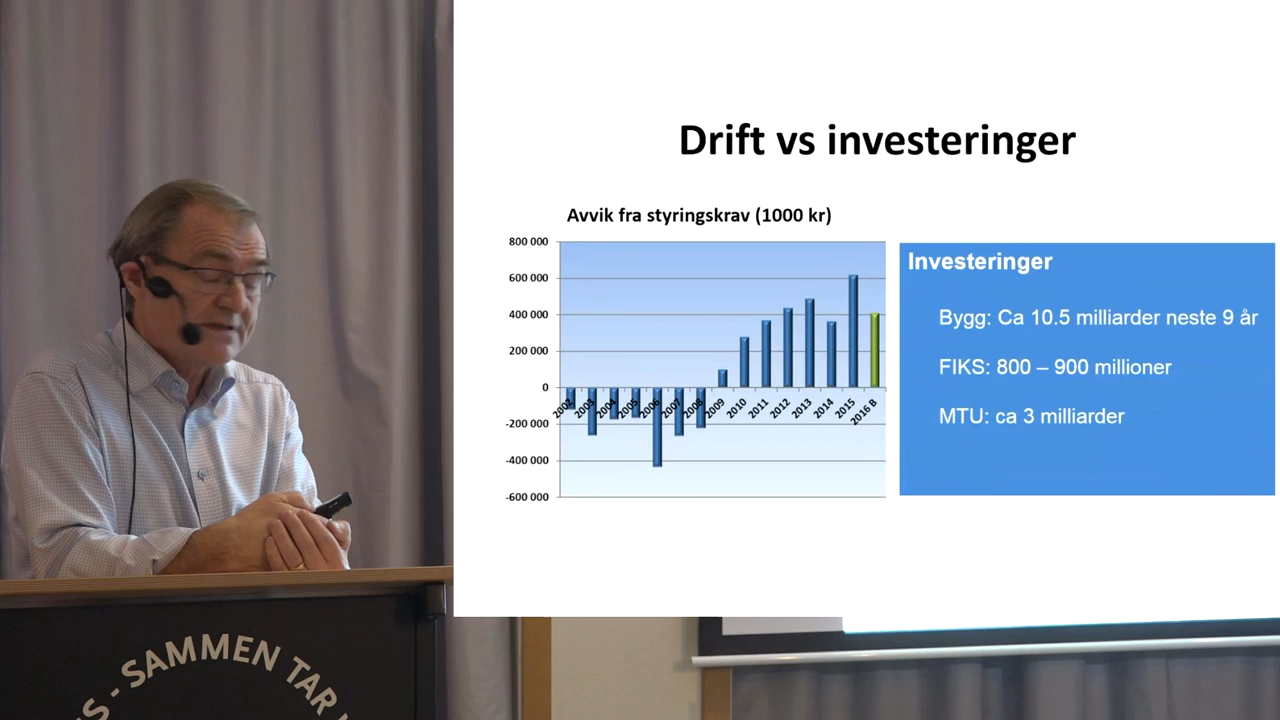 Drift vs investeringer
Avvik fra styringskrav (1000 kr)
800 000
600 000
400 000
200 000
0
-200 000
-400 000
-600 000
2002 2003 2004 2005 2006 2007 2008 2009 2010 2011 2012 2013 2014 2015 2016 B
Investeringer
Bygg: Ca 10.5 milliarder neste 9 år
FIKS: 800 – 900 millioner
MTU: ca 3 milliarder
- SAMMEN TAR